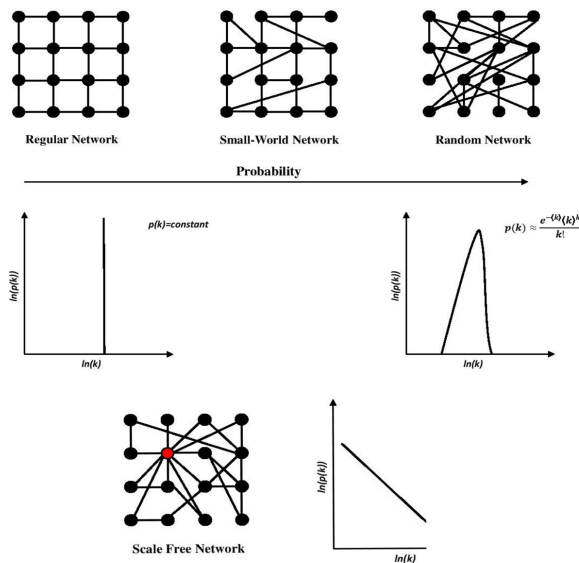 Regular Network
Small-World Network
Random Network
Probability
ln(p(k))
p(k)=constant
ln(k)
ln(p(k))
p(k) ≈ e^{-⟨k⟩}⟨k⟩^k / k!
ln(k)
Scale Free Network
ln(p(k))
ln(k)